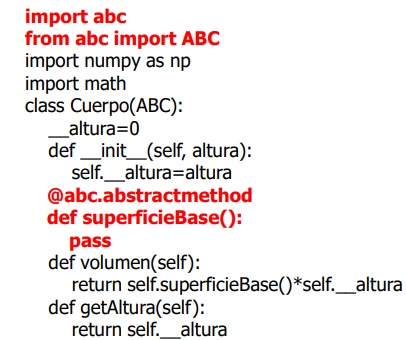 import abc
from abc import ABC
import numpy as np
import math
class Cuerpo(ABC):
__altura=0
def __init__(self, altura):
self.__altura=altura
@abc.abstractmethod
def superficieBase():
pass
def volumen(self):
return self.superficieBase()*self.__altura
def getAltura(self):
return self.__altura